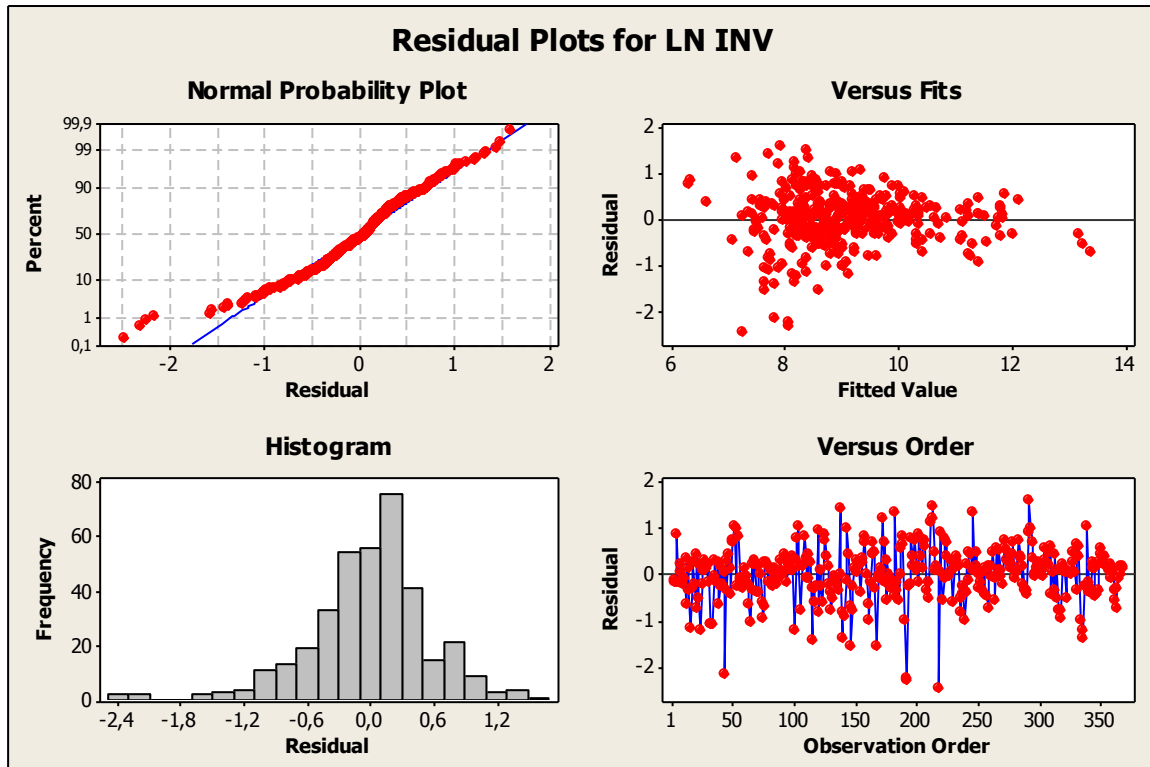 Residual Plots for LN INV
Normal Probability Plot
Percent
99,9
99
90
50
10
1
0,1
-2 -1 0 1 2
Residual
Versus Fits
Residual
2
1
0
-1
-2
6 8 10 12 14
Fitted Value
Histogram
Frequency
80
60
40
20
0
-2,4 -1,8 -1,2 -0,6 0,0 0,6 1,2
Residual
Versus Order
Residual
2
1
0
-1
-2
1 50 100 150 200 250 300 350
Observation Order